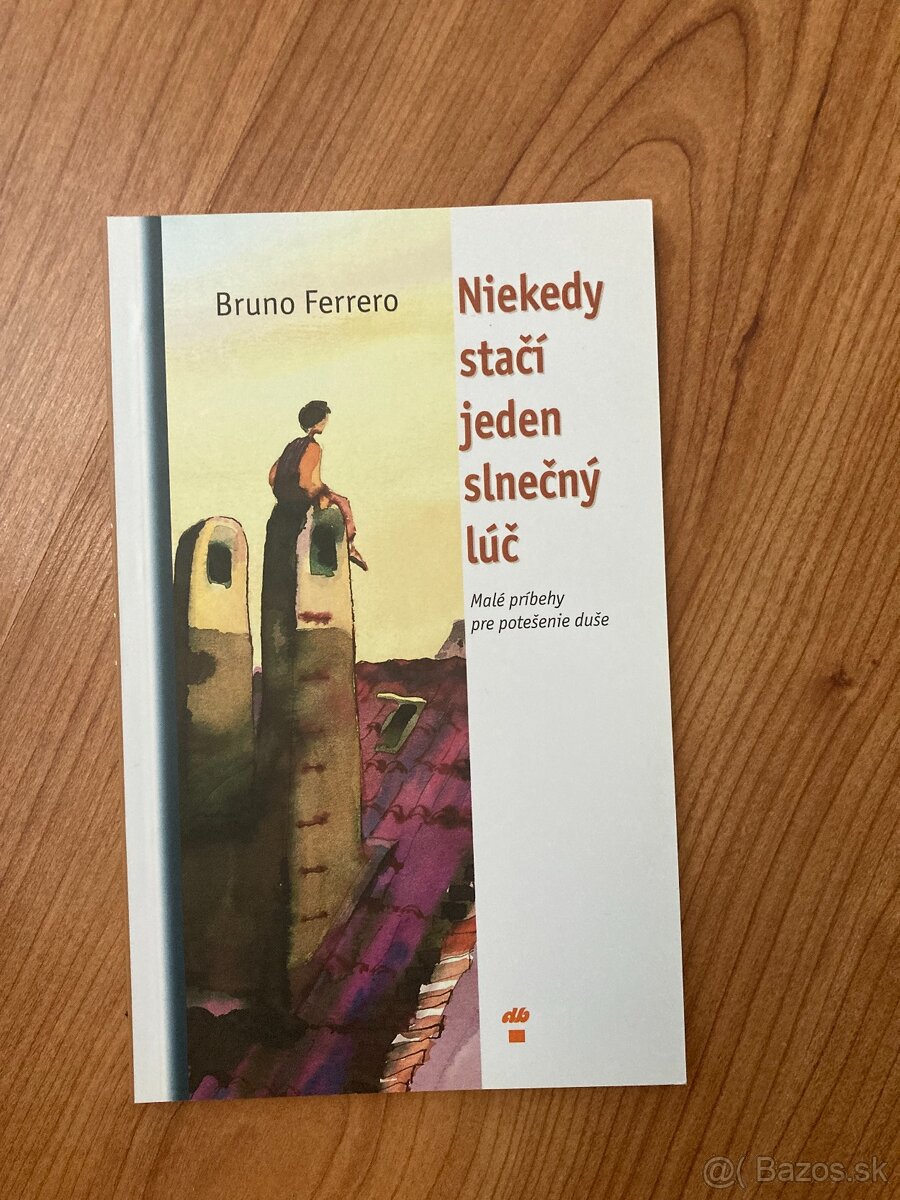 Bruno Ferrero
Niekedy
stačí
jeden
slnečný
lúč
Malé príbehy
pre potešenie duše
db
@( Bazos.sk